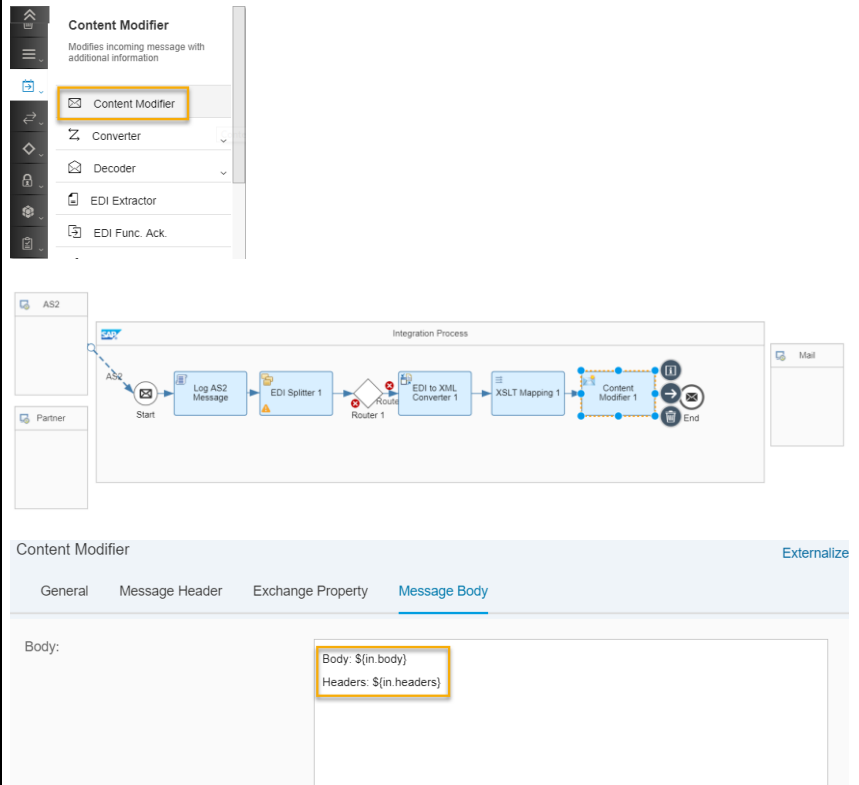 Content Modifier
Modifies incoming message with
additional information
Content Modifier
Converter
Decoder
EDI Extractor
EDI Func. Ack.
AS2
Partner
SAP
Integration Process
AS2
Start
Log AS2
Message
EDI Splitter 1
Router 1
Route
EDI to XML
Converter 1
XSLT Mapping 1
Content
Modifier 1
End
Mail
Content Modifier
Externalize
General Message Header Exchange Property Message Body
Body:
Body: ${in.body}
Headers: ${in.headers}